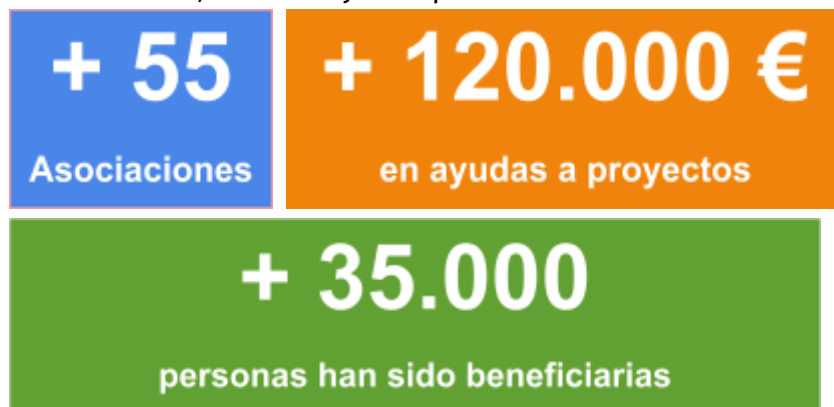 + 55
Asociaciones
+ 120.000 €
en ayudas a proyectos
+ 35.000
personas han sido beneficiarias